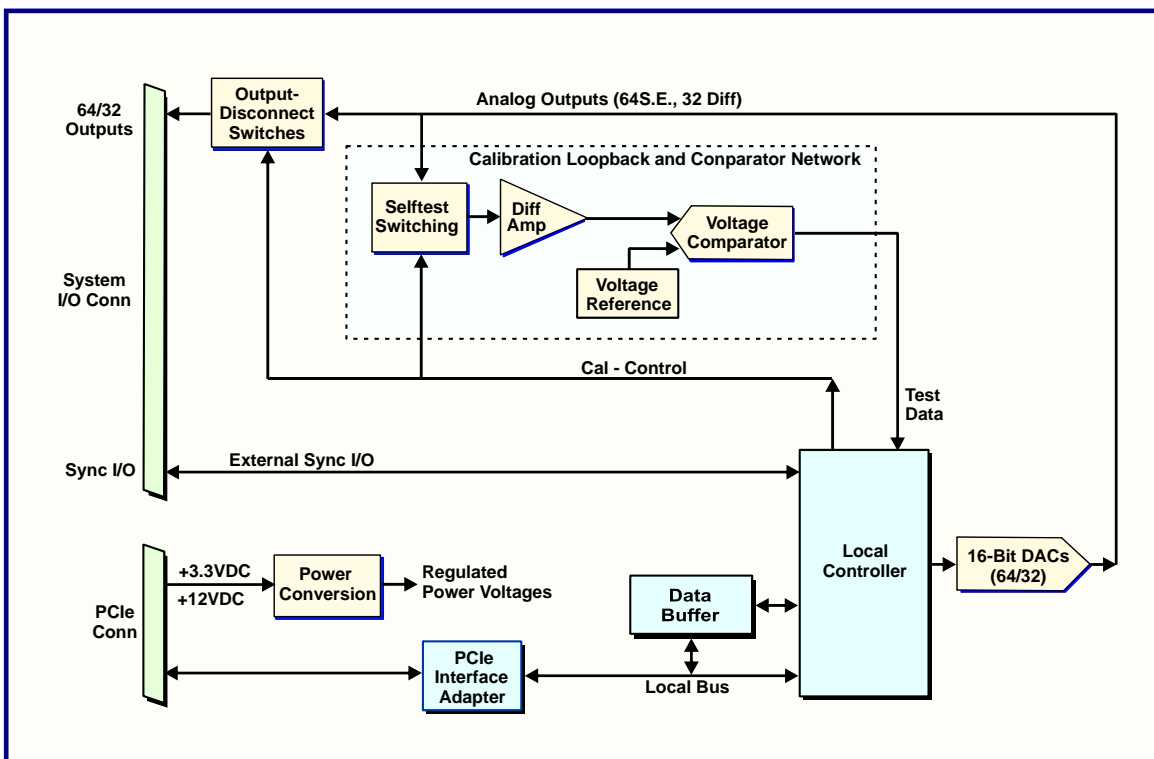 64/32
Outputs
Output-
Disconnect
Switches
Analog Outputs (64S.E., 32 Diff)
Calibration Loopback and Conparator Network
Selftest
Switching
Diff
Amp
Voltage
Comparator
Voltage
Reference
System
I/O Conn
Cal - Control
Test
Data
Sync I/O
External Sync I/O
Local
Controller
16-Bit DACs
(64/32)
PCIe
Conn
+3.3VDC
+12VDC
Power
Conversion
Regulated
Power Voltages
Data
Buffer
PCIe
Interface
Adapter
Local Bus